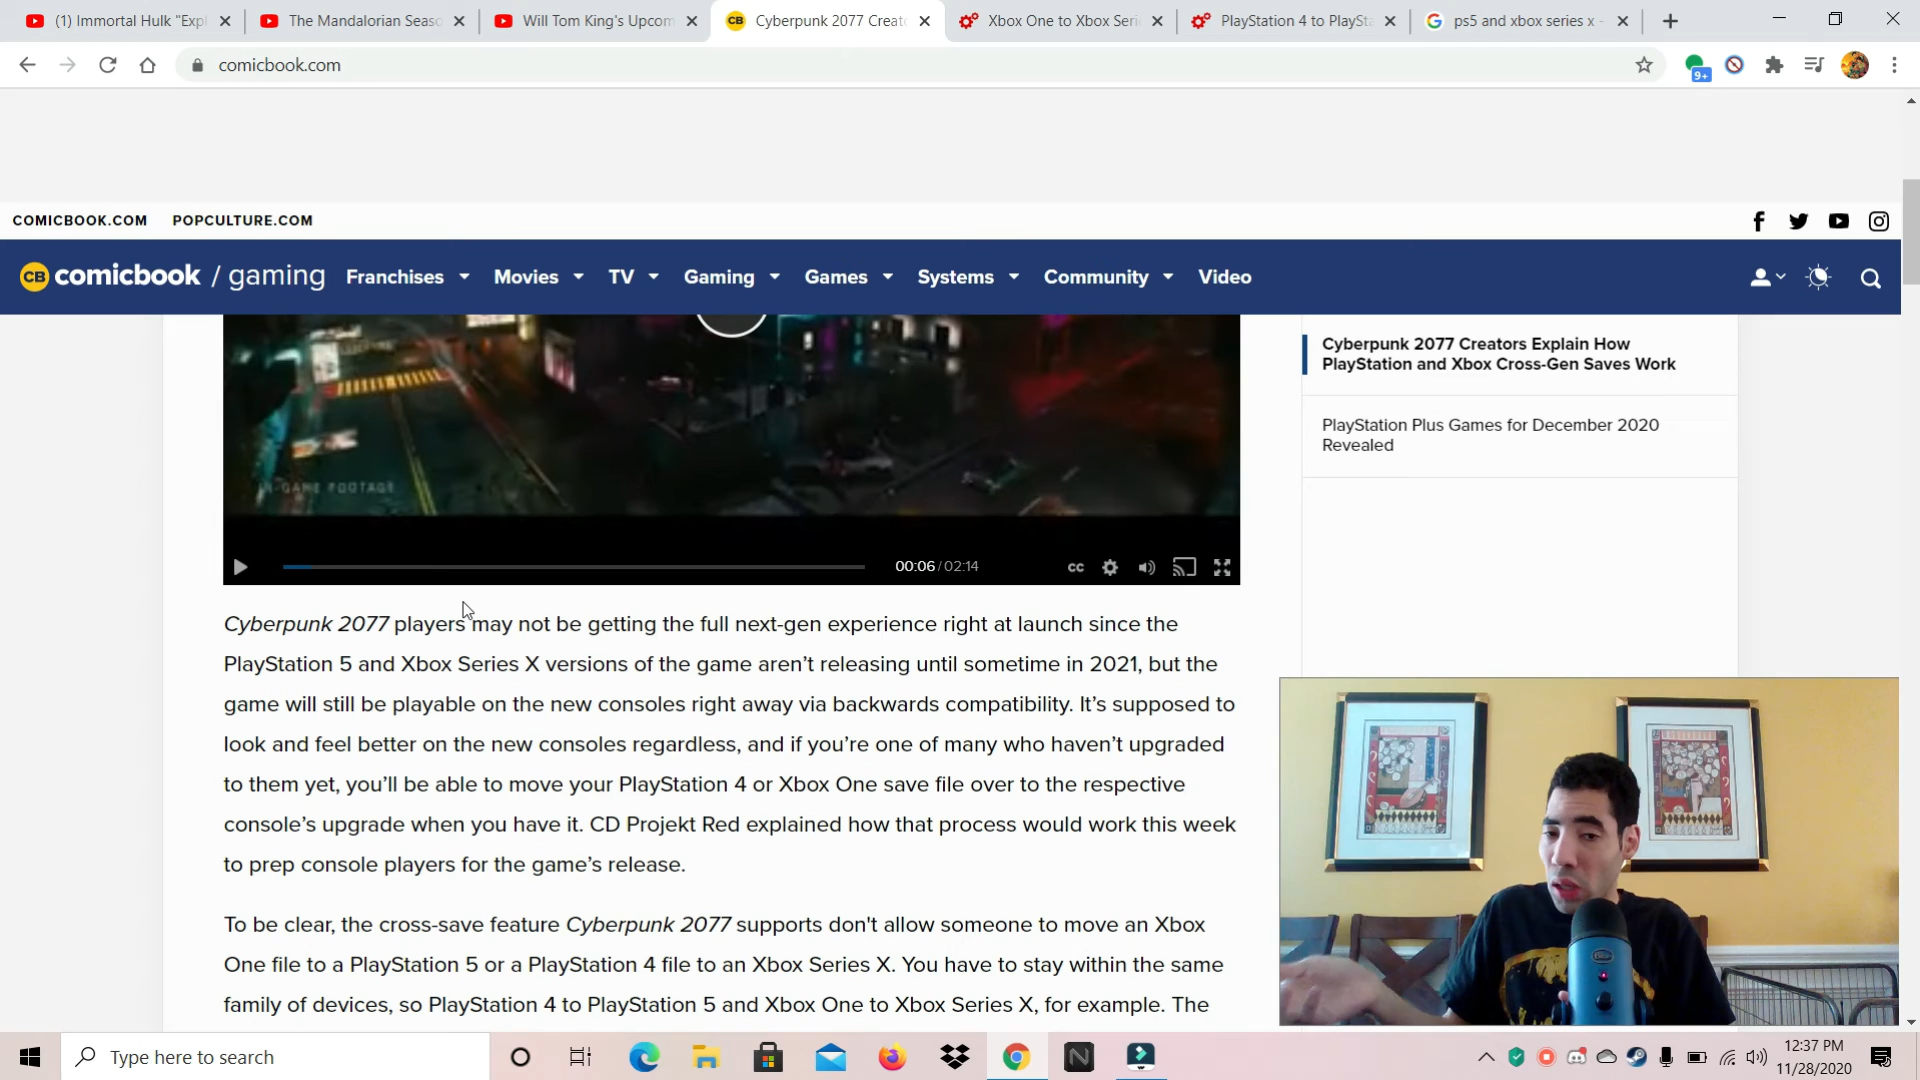 (1) Immortal Hulk "Expl
The Mandalorian Seaso
Will Tom King's Upcom
CB Cyberpunk 2077 Creato
Xbox One to Xbox Seri
PlayStation 4 to PlaySta
ps5 and xbox series x -
comicbook.com
9+
COMICBOOK.COM POPCULTURE.COM
CB comicbook / gaming Franchises Movies TV Gaming Games Systems Community Video
Cyberpunk 2077 Creators Explain How
PlayStation and Xbox Cross-Gen Saves Work
PlayStation Plus Games for December 2020
Revealed
IN-GAME FOOTAGE
00:06 / 02:14 CC
Cyberpunk 2077 players may not be getting the full next-gen experience right at launch since the
PlayStation 5 and Xbox Series X versions of the game aren't releasing until sometime in 2021, but the
game will still be playable on the new consoles right away via backwards compatibility. It's supposed to
look and feel better on the new consoles regardless, and if you're one of many who haven't upgraded
to them yet, you'll be able to move your PlayStation 4 or Xbox One save file over to the respective
console's upgrade when you have it. CD Projekt Red explained how that process would work this week
to prep console players for the game's release.
To be clear, the cross-save feature Cyberpunk 2077 supports don't allow someone to move an Xbox
One file to a PlayStation 5 or a PlayStation 4 file to an Xbox Series X. You have to stay within the same
family of devices, so PlayStation 4 to PlayStation 5 and Xbox One to Xbox Series X, for example. The
Type here to search
N
12:37 PM
11/28/2020